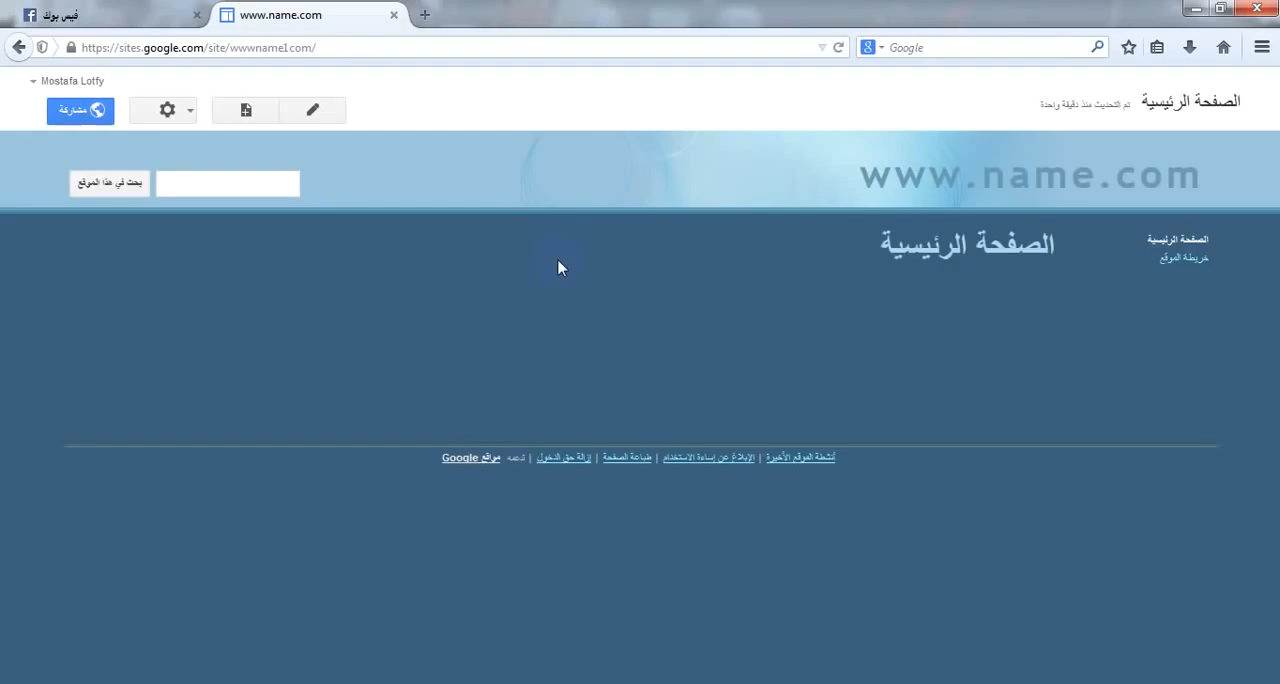 فيس بوك
www.name.com
https://sites.google.com/site/wwwname1com/
Google
Mostafa Lotfy
الصفحة الرئيسية تم التحديث منذ دقيقة واحدة
مشاركة
www.name.com
بحث في هذا الموقع
الصفحة الرئيسية
الصفحة الرئيسية
خريطة الموقع
أنشطة الموقع الأخيرة | الإبلاغ عن إساءة الاستخدام | طباعة الصفحة | إزالة حق الدخول | تدعمه مواقع Google